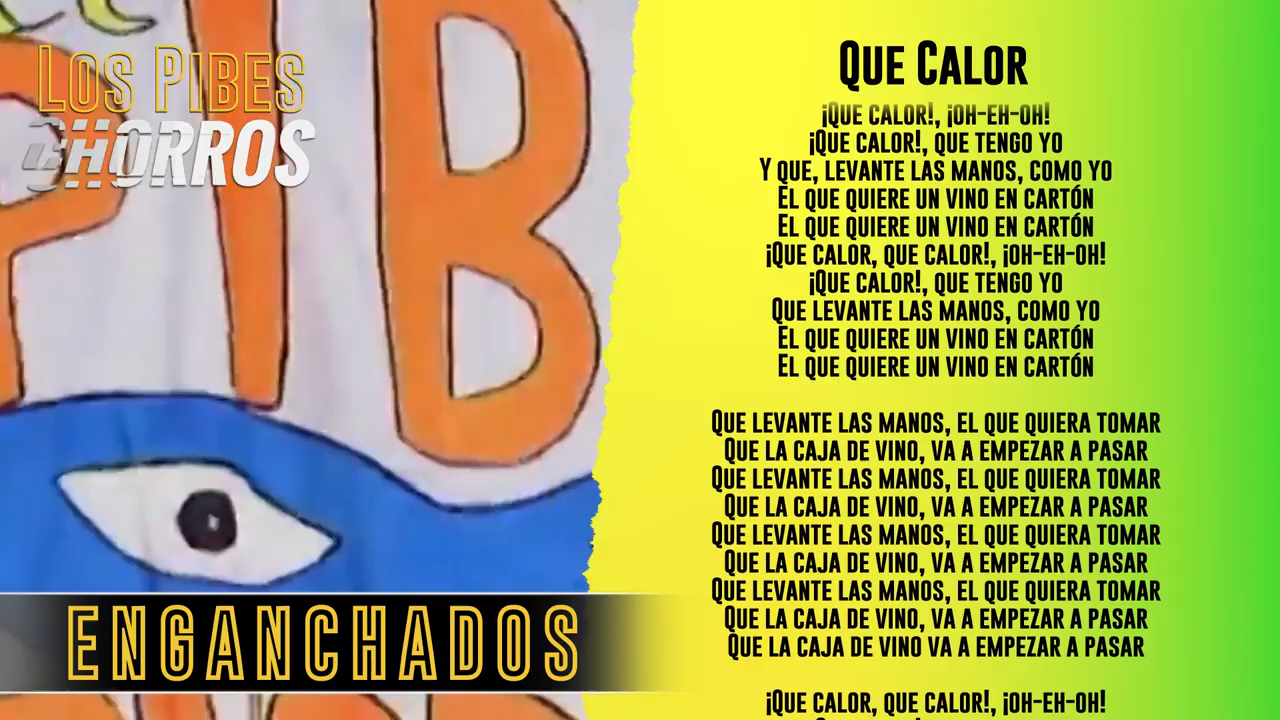 LOS PIBES
CHORROS
PIB
ENGANCHADOS
QUE CALOR
¡QUE CALOR!, ¡OH-EH-OH!
¡QUE CALOR!, QUE TENGO YO
Y QUE, LEVANTE LAS MANOS, COMO YO
EL QUE QUIERE UN VINO EN CARTÓN
EL QUE QUIERE UN VINO EN CARTÓN
¡QUE CALOR, QUE CALOR!, ¡OH-EH-OH!
¡QUE CALOR!, QUE TENGO YO
QUE LEVANTE LAS MANOS, COMO YO
EL QUE QUIERE UN VINO EN CARTÓN
EL QUE QUIERE UN VINO EN CARTÓN
QUE LEVANTE LAS MANOS, EL QUE QUIERA TOMAR
QUE LA CAJA DE VINO, VA A EMPEZAR A PASAR
QUE LEVANTE LAS MANOS, EL QUE QUIERA TOMAR
QUE LA CAJA DE VINO, VA A EMPEZAR A PASAR
QUE LEVANTE LAS MANOS, EL QUE QUIERA TOMAR
QUE LA CAJA DE VINO, VA A EMPEZAR A PASAR
QUE LEVANTE LAS MANOS, EL QUE QUIERA TOMAR
QUE LA CAJA DE VINO, VA A EMPEZAR A PASAR
QUE LA CAJA DE VINO VA A EMPEZAR A PASAR
¡QUE CALOR, QUE CALOR!, ¡OH-EH-OH!